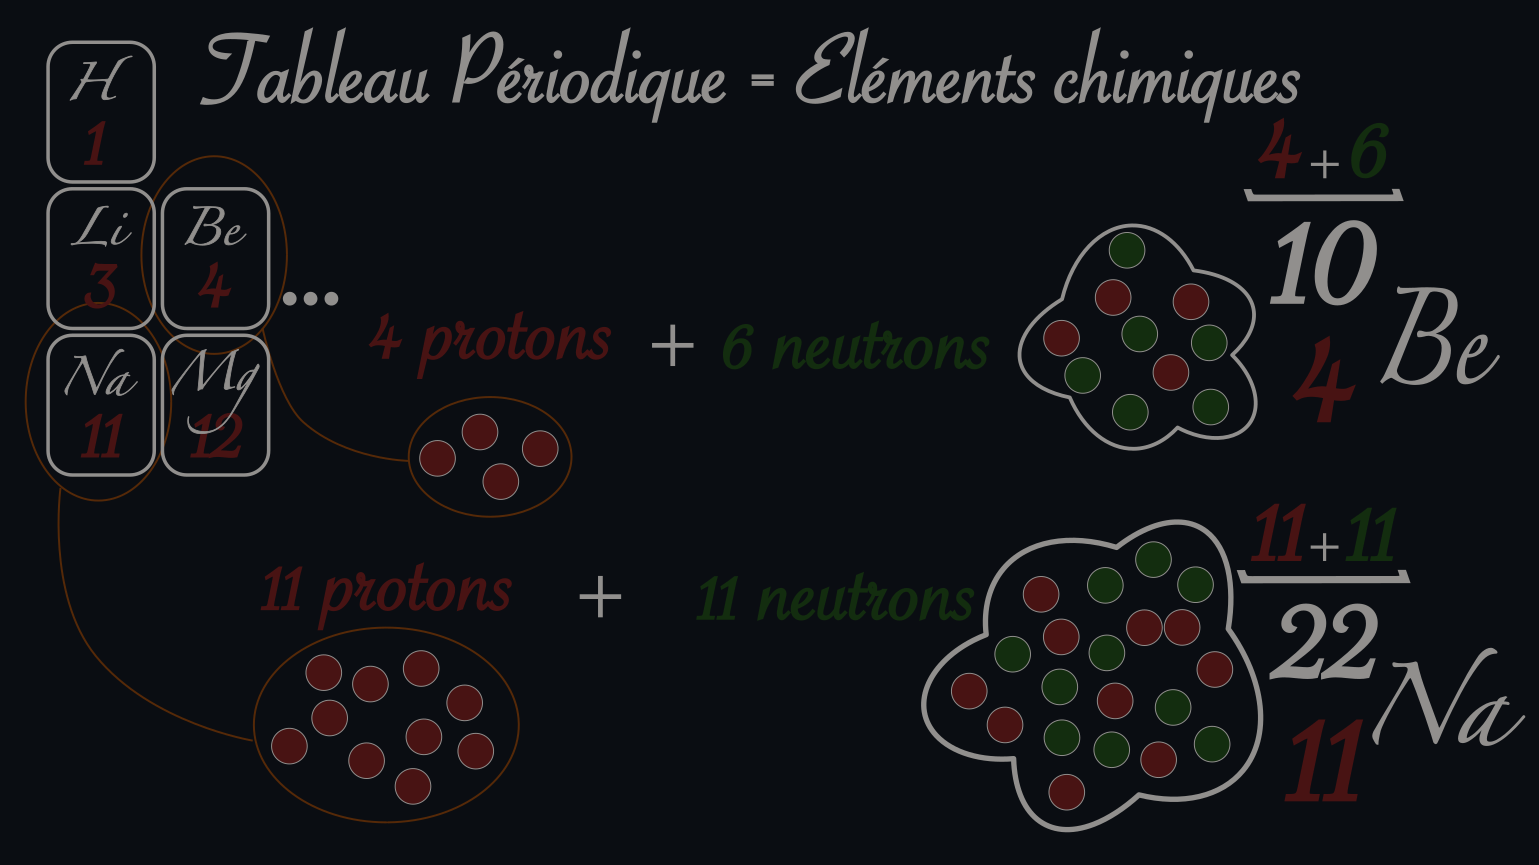 Tableau Périodique = Eléments chimiques
H
1
Li
3
Be
4
...
Na
11
Mg
12
4 protons + 6 neutrons
4 + 6
10
4
Be
11 protons + 11 neutrons
11 + 11
22
11
Na